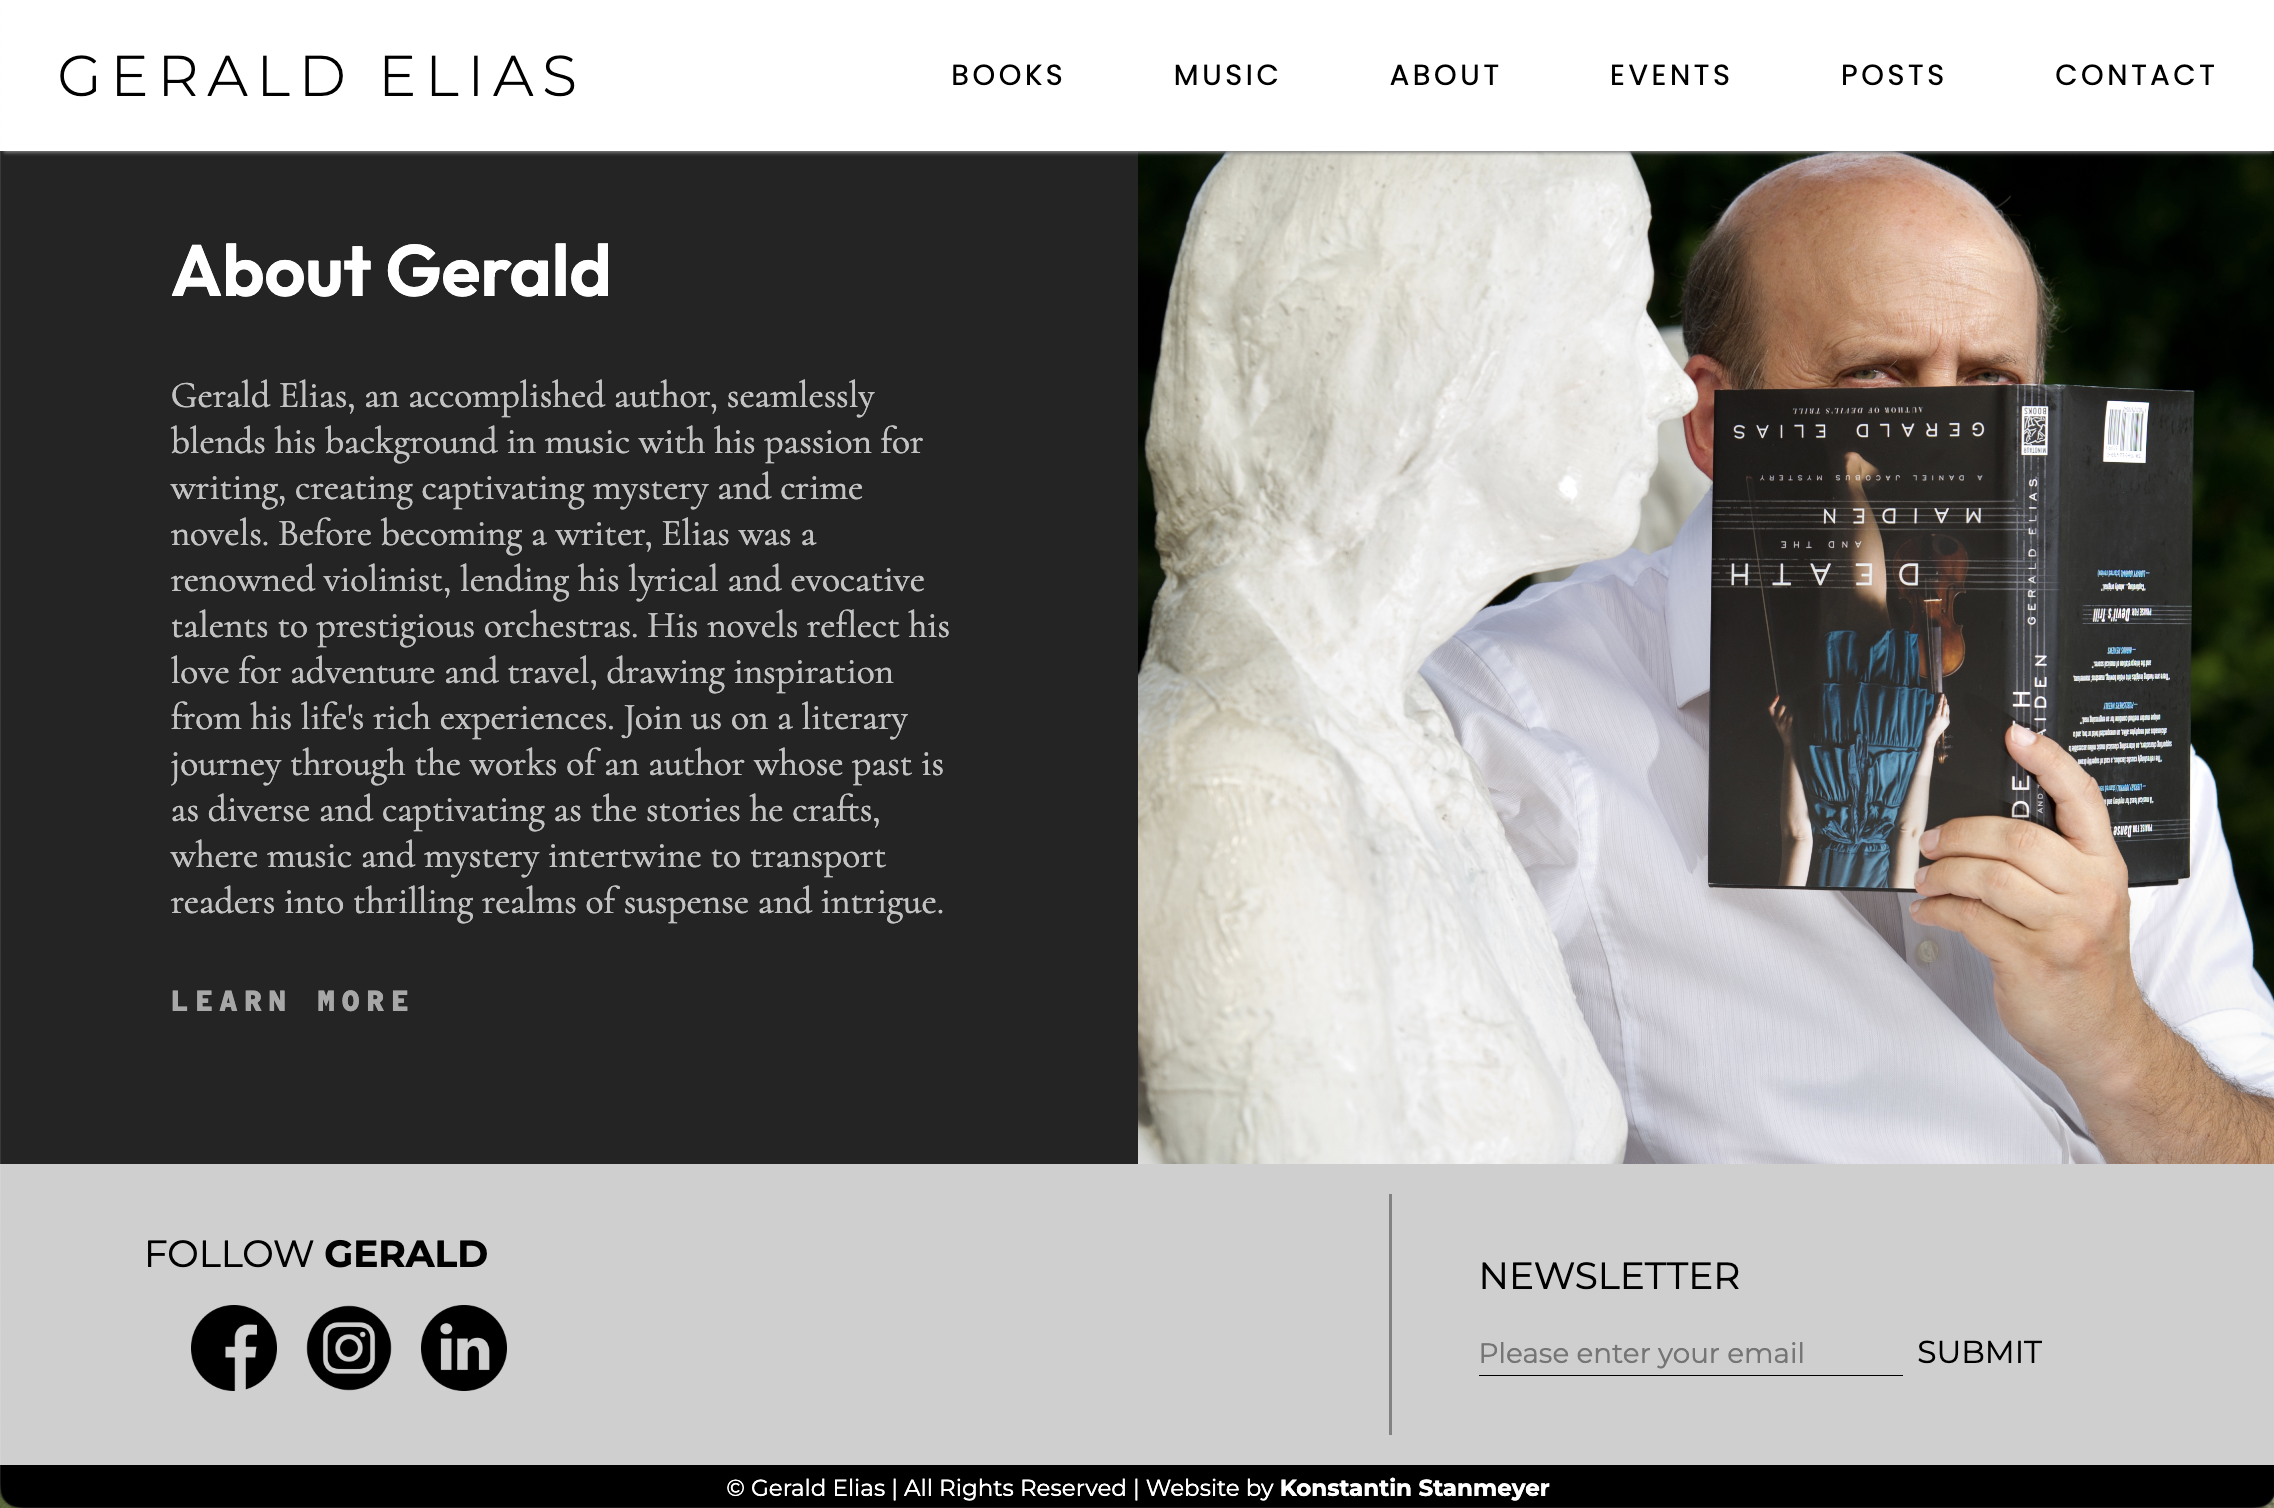 GERALD ELIAS
BOOKS
MUSIC
ABOUT
EVENTS
POSTS
CONTACT
About Gerald
Gerald Elias, an accomplished author, seamlessly
blends his background in music with his passion for
writing, creating captivating mystery and crime
novels. Before becoming a writer, Elias was a
renowned violinist, lending his lyrical and evocative
talents to prestigious orchestras. His novels reflect his
love for adventure and travel, drawing inspiration
from his life's rich experiences. Join us on a literary
journey through the works of an author whose past is
as diverse and captivating as the stories he crafts,
where music and mystery intertwine to transport
readers into thrilling realms of suspense and intrigue.
LEARN MORE
DEATH
AND THE
MAIDEN
A DANIEL JACOBUS MYSTERY
GERALD ELIAS
AUTHOR OF DEVIL'S TRILL
GERALD ELIAS
BOOKS
PRAISE FOR Devil's Trill
FOLLOW GERALD
NEWSLETTER
Please enter your email
SUBMIT
© Gerald Elias | All Rights Reserved | Website by Konstantin Stanmeyer